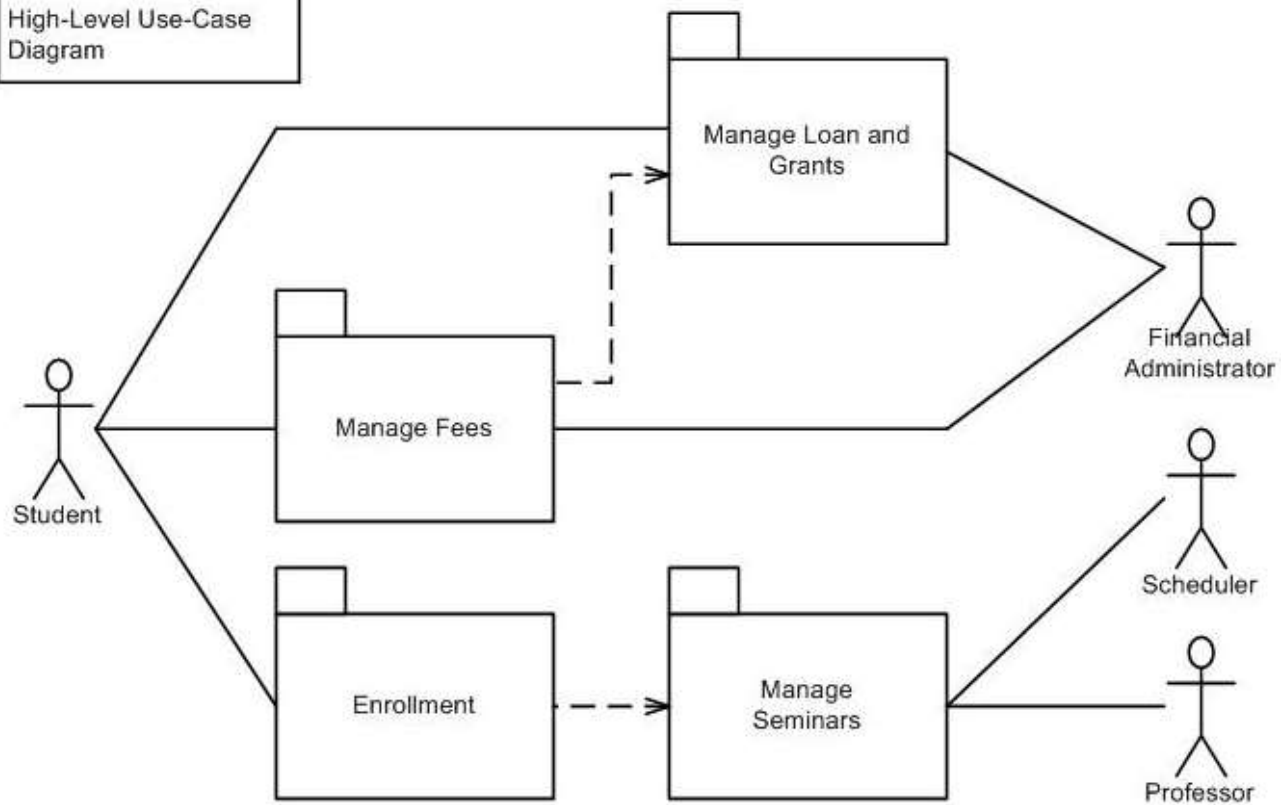 High-Level Use-Case
Diagram
Manage Loan and
Grants
Financial
Administrator
Manage Fees
Student
Scheduler
Enrollment
Manage
Seminars
Professor